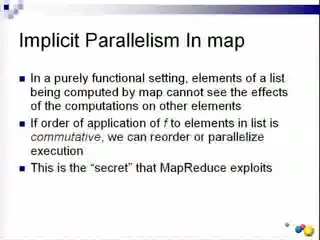 Implicit Parallelism In map
In a purely functional setting, elements of a list
being computed by map cannot see the effects
of the computations on other elements
If order of application of f to elements in list is
commutative, we can reorder or parallelize
execution
This is the “secret” that MapReduce exploits